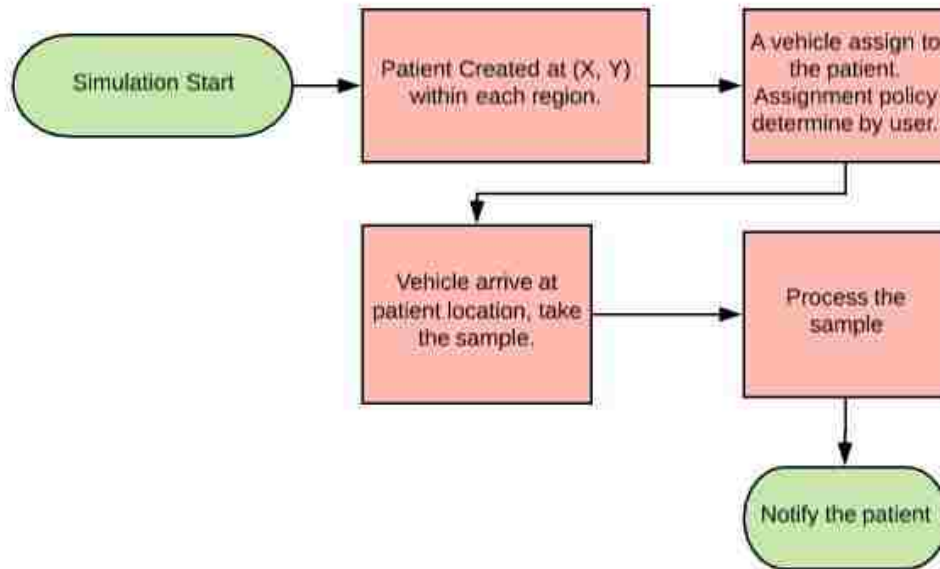 Simulation Start
Patient Created at (X, Y)
within each region.
A vehicle assign to
the patient.
Assignment policy
determine by user.
Vehicle arrive at
patient location, take
the sample.
Process the
sample
Notify the patient